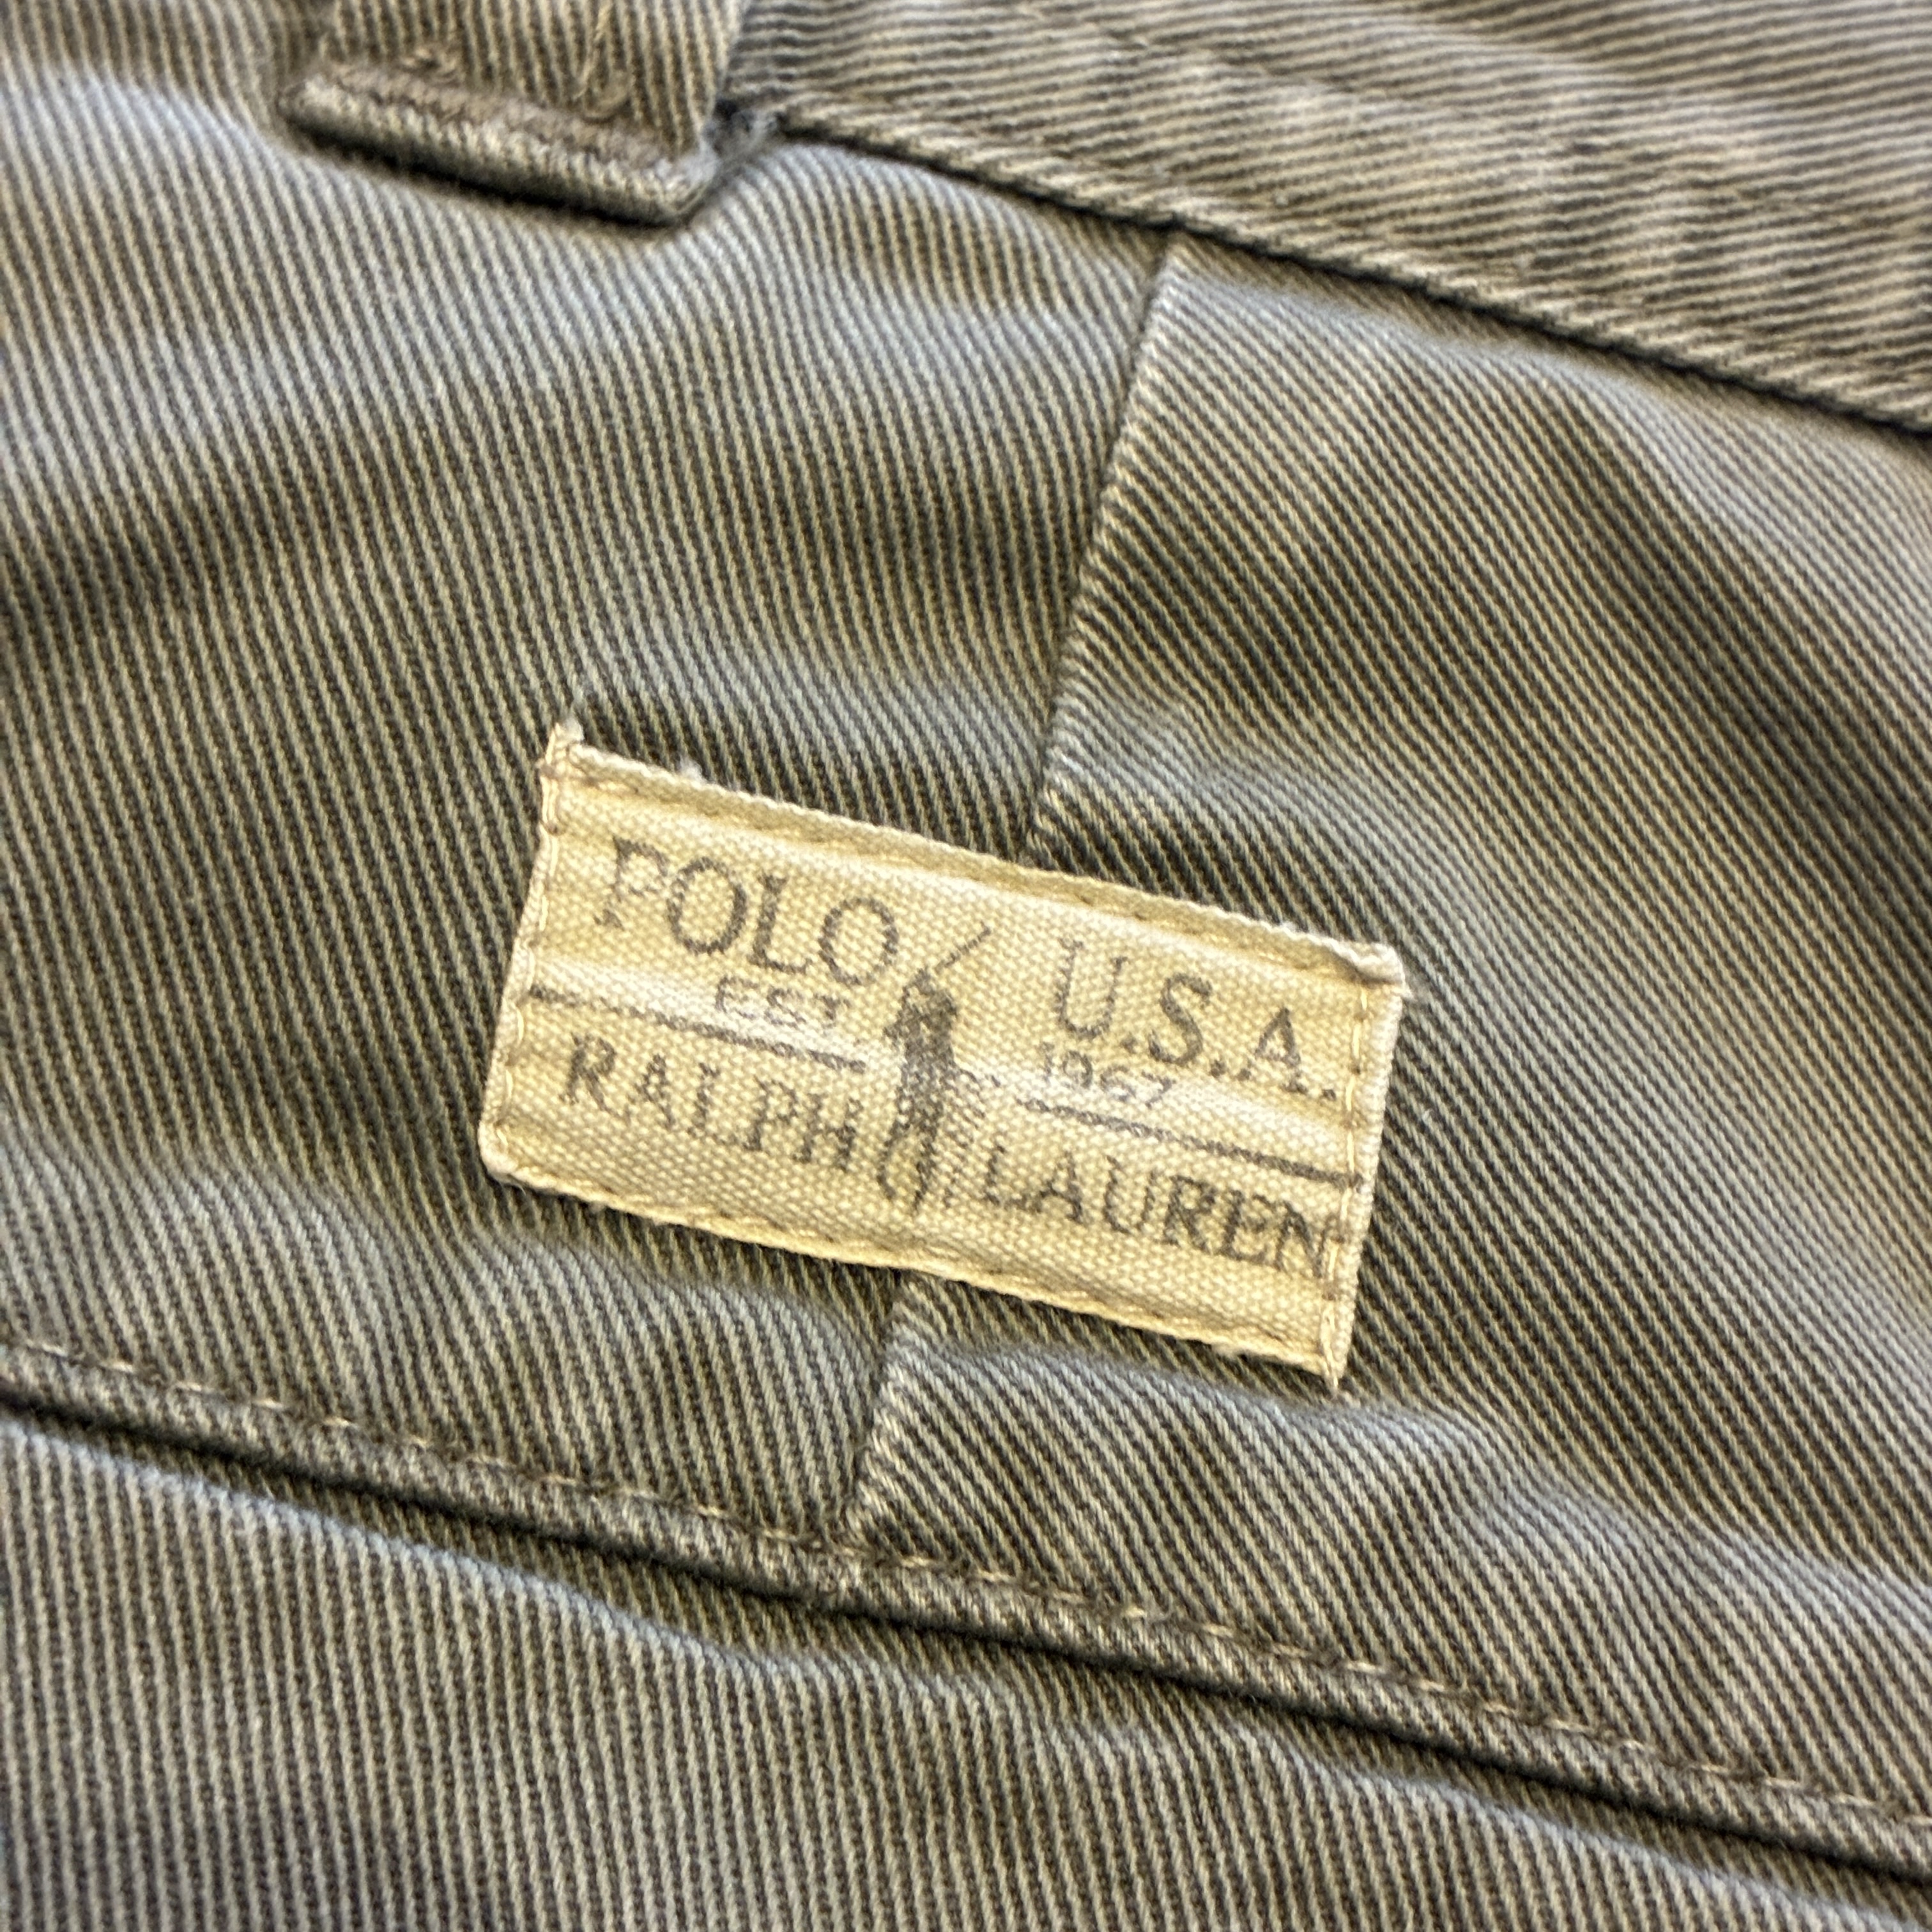 POLO U.S.A.
EST 1967
RALPH LAUREN